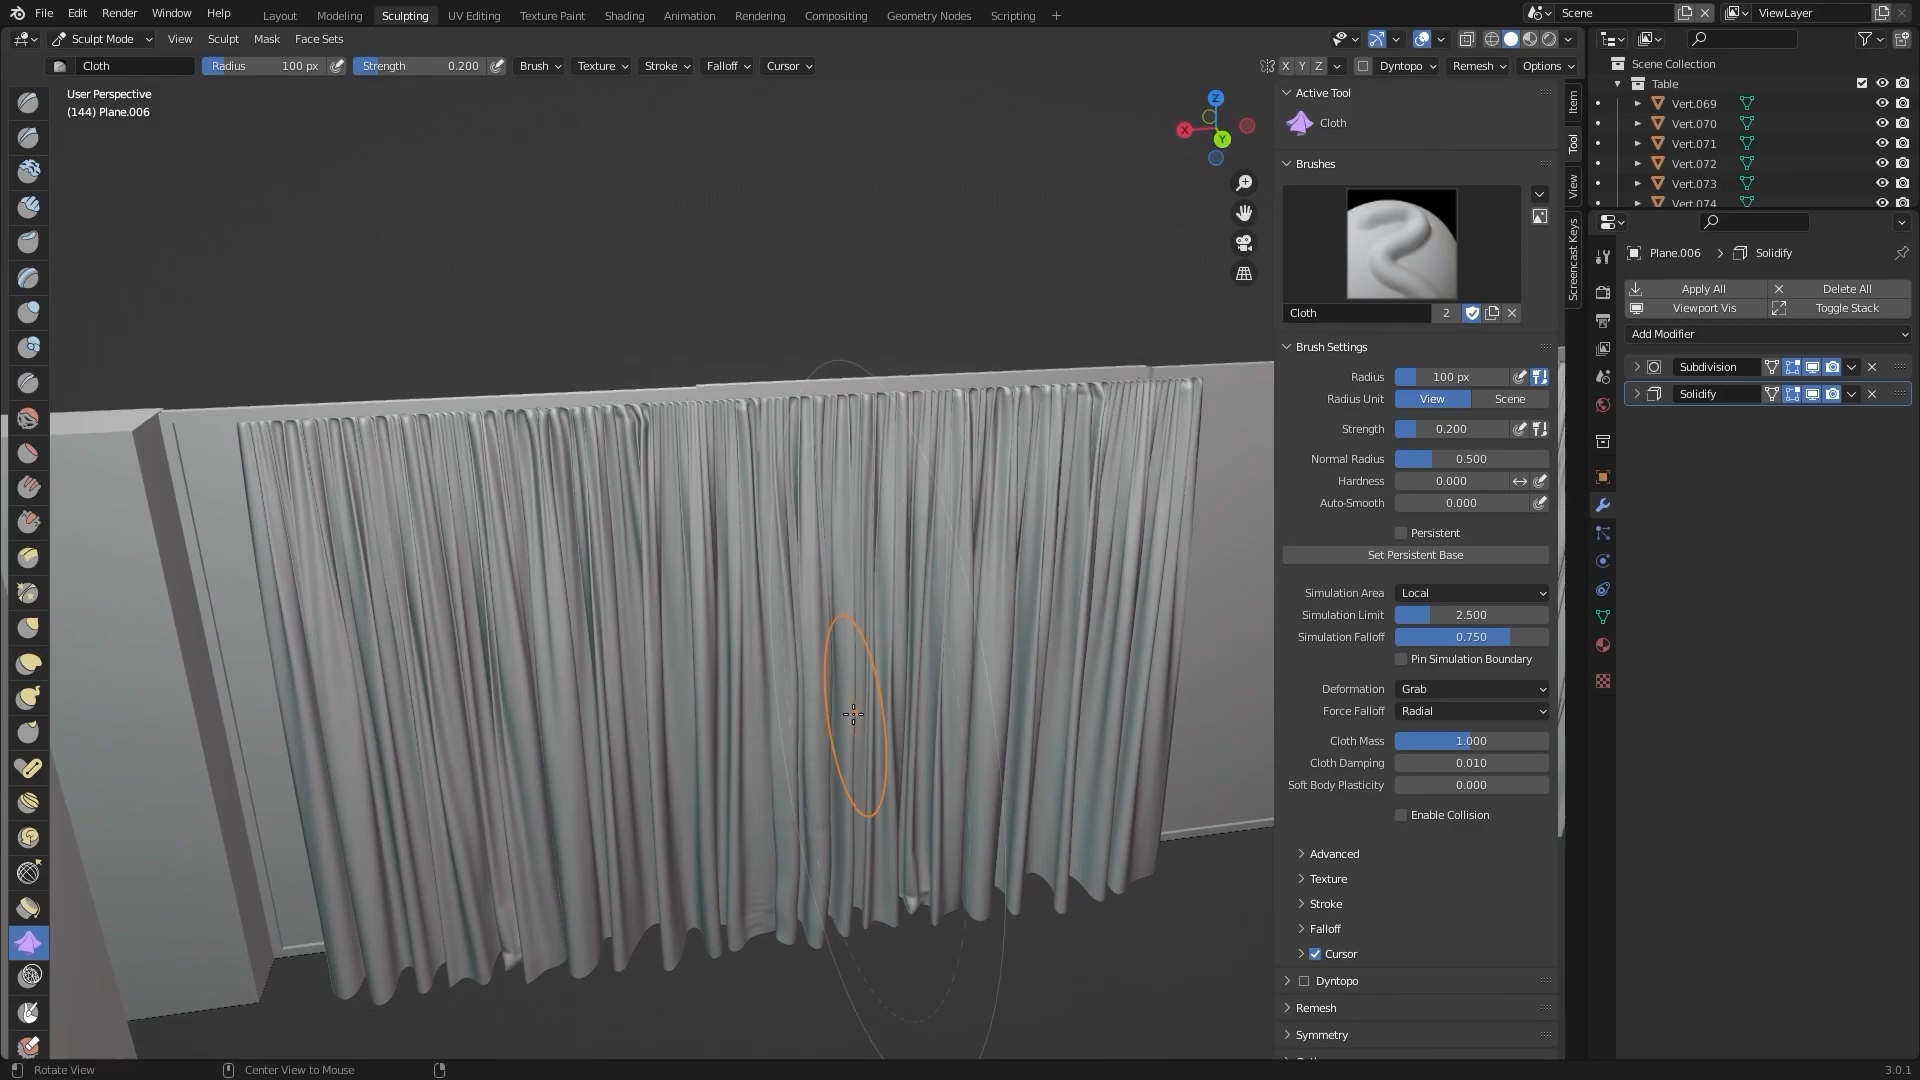 File Edit Render Window Help
Layout Modeling Sculpting UV Editing Texture Paint Shading Animation Rendering Compositing Geometry Nodes Scripting +
Scene ViewLayer
Sculpt Mode View Sculpt Mask Face Sets
Cloth Radius 100 px Strength 0.200 Brush Texture Stroke Falloff Cursor X Y Z Dyntopo Remesh Options
User Perspective
(144) Plane.006
Z
X
Y
Active Tool
Cloth
Brushes
Cloth 2
Brush Settings
Radius 100 px
Radius Unit View Scene
Strength 0.200
Normal Radius 0.500
Hardness 0.000
Auto-Smooth 0.000
Persistent
Set Persistent Base
Simulation Area Local
Simulation Limit 2.500
Simulation Falloff 0.750
Pin Simulation Boundary
Deformation Grab
Force Falloff Radial
Cloth Mass 1.000
Cloth Damping 0.010
Soft Body Plasticity 0.000
Enable Collision
Advanced
Texture
Stroke
Falloff
Cursor
Dyntopo
Remesh
Symmetry
Item
Tool
View
Screencast Keys
Scene Collection
Table
Vert.069
Vert.070
Vert.071
Vert.072
Vert.073
Vert.074
Plane.006 Solidify
Apply All Delete All
Viewport Vis Toggle Stack
Add Modifier
Subdivision
Solidify
Rotate View Center View to Mouse 3.0.1